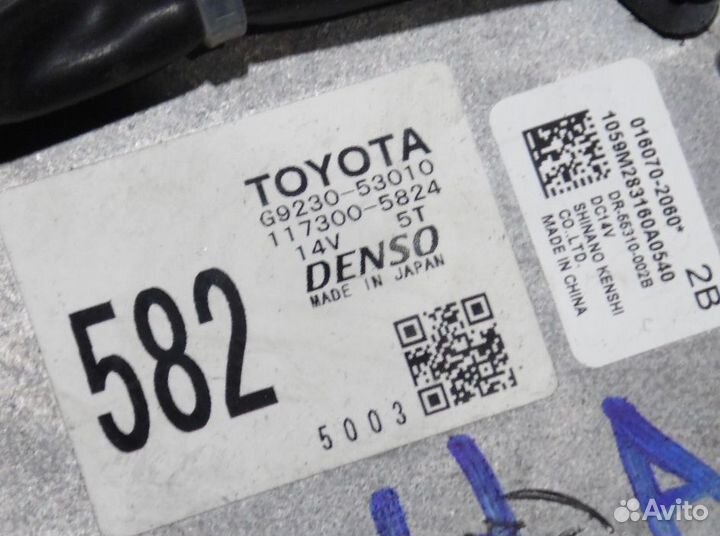 TOYOTA
G9230-53010
117300-5824
14V 5T
DENSO
MADE IN JAPAN
582
5003
016070-2060*
1059M283160A0540
DR-66310-002B
DC14V
SHINANO KENSHI
CO.,LTD.
MADE IN CHINA
2B
Avito